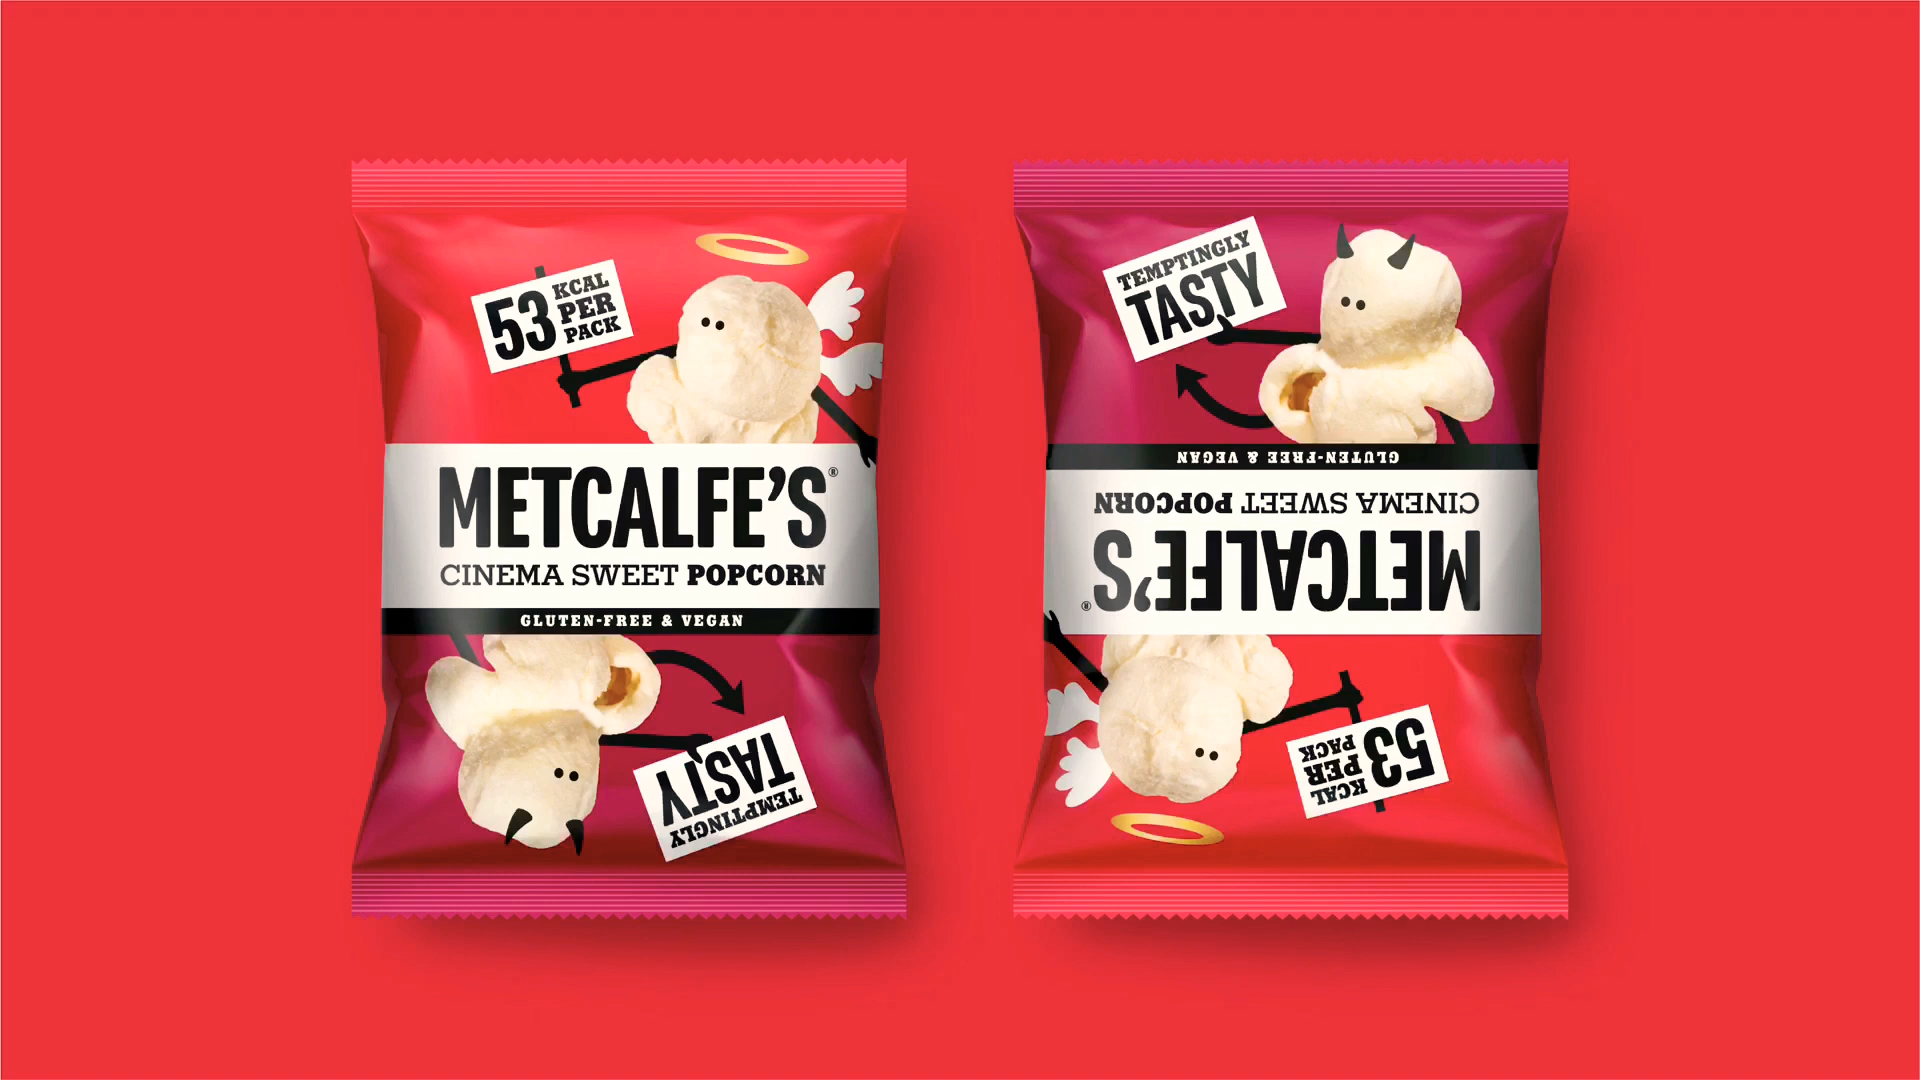 53 KCAL
PER
PACK
METCALFE'S®
CINEMA SWEET POPCORN
GLUTEN-FREE & VEGAN
TEMPTINGLY
TASTY
TEMPTINGLY
TASTY
GLUTEN-FREE & VEGAN
CINEMA SWEET POPCORN
METCALFE'S®
53 KCAL
PER
PACK